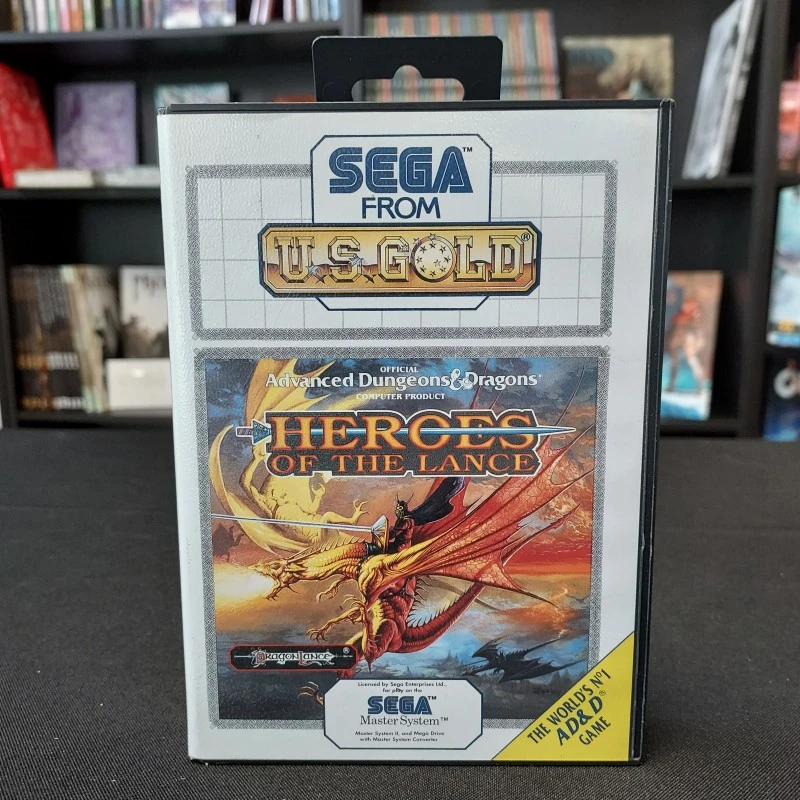 SEGA™
FROM
U.S. GOLD®
OFFICIAL
Advanced Dungeons & Dragons®
COMPUTER PRODUCT
HEROES
OF THE LANCE
DRAGONLANCE®
Licensed by Sega Enterprises Ltd.,
for play on the
SEGA
Master System™
Master System II, and Mega Drive
with Master System Converter
THE WORLD'S Nº1
AD&D®
GAME